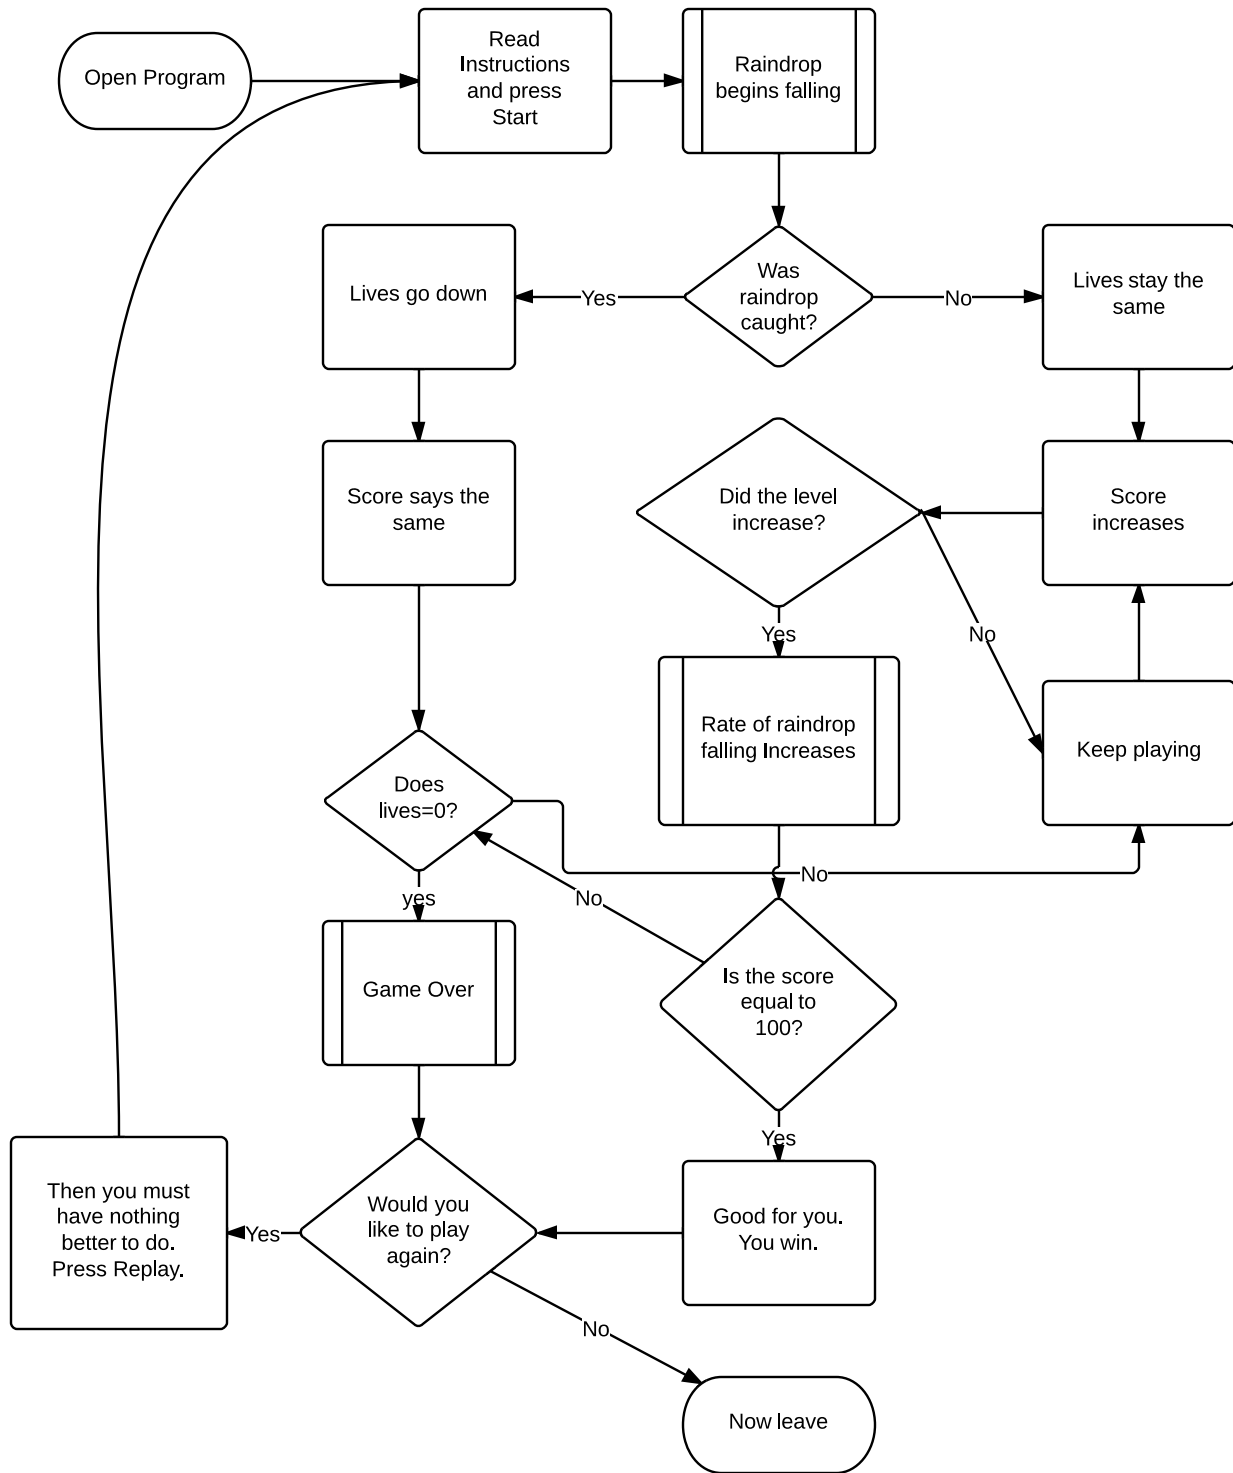 Open Program
Read
Instructions
and press
Start
Raindrop
begins falling
Lives go down
Yes
Was
raindrop
caught?
No
Lives stay the
same
Score says the
same
Did the level
increase?
Score
increases
Yes
No
Rate of raindrop
falling Increases
Keep playing
Does
lives=0?
No
yes
No
Game Over
Is the score
equal to
100?
Yes
Then you must
have nothing
better to do.
Press Replay.
Yes
Would you
like to play
again?
Good for you.
You win.
No
Now leave